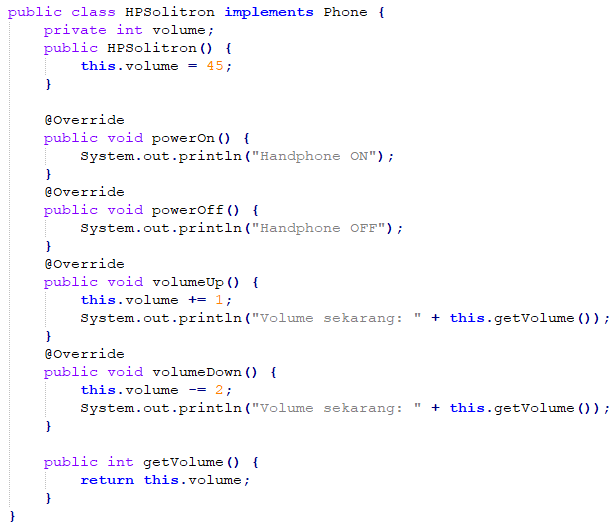 public class HPSolitron implements Phone {
    private int volume;
    public HPSolitron() {
        this.volume = 45;
    }

    @Override
    public void powerOn() {
        System.out.println("Handphone ON");
    }
    @Override
    public void powerOff() {
        System.out.println("Handphone OFF");
    }
    @Override
    public void volumeUp() {
        this.volume += 1;
        System.out.println("Volume sekarang: " + this.getVolume());
    }
    @Override
    public void volumeDown() {
        this.volume -= 2;
        System.out.println("Volume sekarang: " + this.getVolume());
    }

    public int getVolume() {
        return this.volume;
    }
}